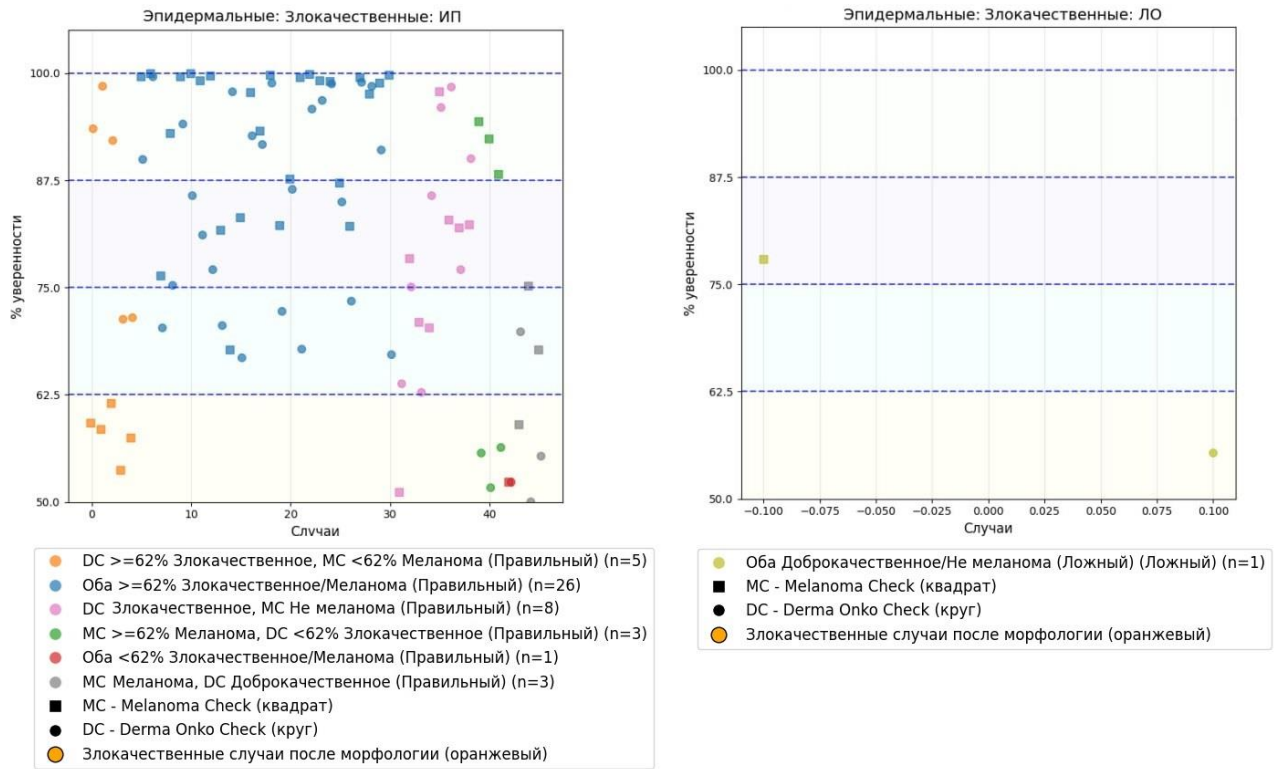 Эпидермальные: Злокачественные: ИП
100.0
87.5
75.0
62.5
50.0
% уверенности
0 10 20 30 40
Случаи
DC >=62% Злокачественное, MC <62% Меланома (Правильный) (n=5)
Оба >=62% Злокачественное/Меланома (Правильный) (n=26)
DC Злокачественное, MC Не меланома (Правильный) (n=8)
MC >=62% Меланома, DC <62% Злокачественное (Правильный) (n=3)
Оба <62% Злокачественное/Меланома (Правильный) (n=1)
MC Меланома, DC Доброкачественное (Правильный) (n=3)
MC - Melanoma Check (квадрат)
DC - Derma Onko Check (круг)
Злокачественные случаи после морфологии (оранжевый)
Эпидермальные: Злокачественные: ЛО
100.0
87.5
75.0
62.5
50.0
% уверенности
−0.100 −0.075 −0.050 −0.025 0.000 0.025 0.050 0.075 0.100
Случаи
Оба Доброкачественное/Не меланома (Ложный) (Ложный) (n=1)
MC - Melanoma Check (квадрат)
DC - Derma Onko Check (круг)
Злокачественные случаи после морфологии (оранжевый)